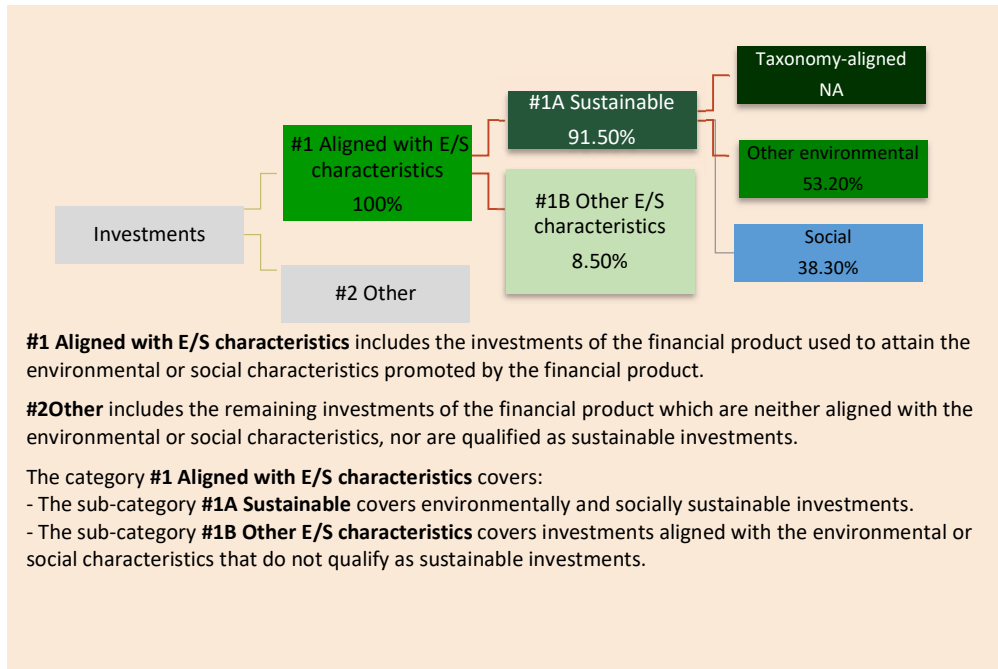 Taxonomy-aligned
NA
#1A Sustainable
91.50%
#1 Aligned with E/S
characteristics
100%
Other environmental
53.20%
#1B Other E/S
characteristics
8.50%
Investments
Social
38.30%
#2 Other
#1 Aligned with E/S characteristics includes the investments of the financial product used to attain the
environmental or social characteristics promoted by the financial product.
#2Other includes the remaining investments of the financial product which are neither aligned with the
environmental or social characteristics, nor are qualified as sustainable investments.
The category #1 Aligned with E/S characteristics covers:
- The sub-category #1A Sustainable covers environmentally and socially sustainable investments.
- The sub-category #1B Other E/S characteristics covers investments aligned with the environmental or
social characteristics that do not qualify as sustainable investments.